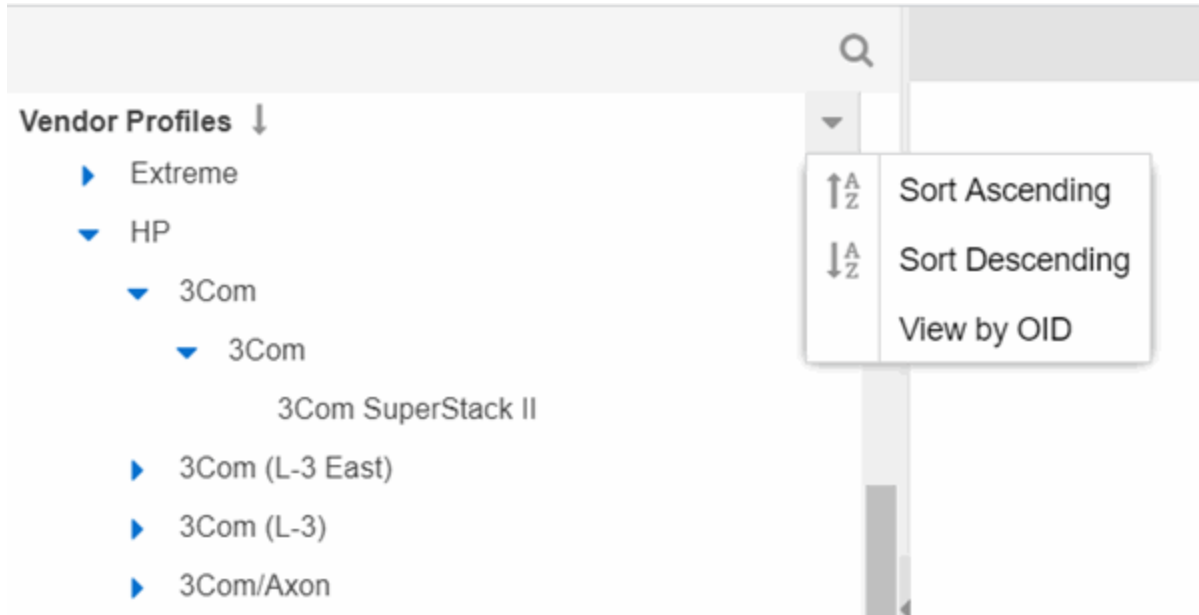 Vendor Profiles
Extreme
HP
3Com
3Com
3Com SuperStack II
3Com (L-3 East)
3Com (L-3)
3Com/Axon
A Z Sort Ascending
A Z Sort Descending
View by OID